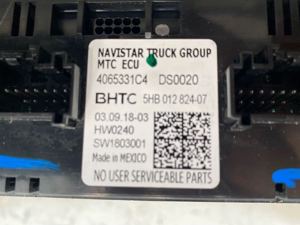 NAVISTAR TRUCK GROUP
MTC ECU
4065331C4 DS0020
BHTC 5HB 012 824-07
03.09.18-03
HW0240
SW1803001
Made in MEXICO
NO USER SERVICEABLE PARTS